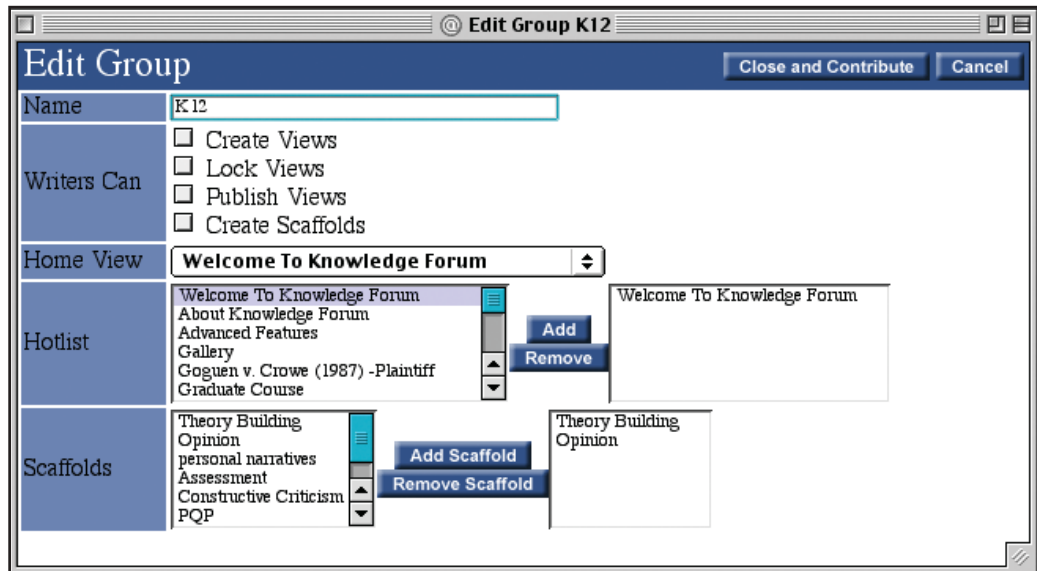 Edit Group K12
Edit Group
Close and Contribute
Cancel
Name
K12
Writers Can
Create Views
Lock Views
Publish Views
Create Scaffolds
Home View
Welcome To Knowledge Forum
Hotlist
Welcome To Knowledge Forum
About Knowledge Forum
Advanced Features
Gallery
Goguen v. Crowe (1987) -Plaintiff
Graduate Course
Add
Remove
Welcome To Knowledge Forum
Scaffolds
Theory Building
Opinion
personal narratives
Assessment
Constructive Criticism
PQP
Add Scaffold
Remove Scaffold
Theory Building
Opinion